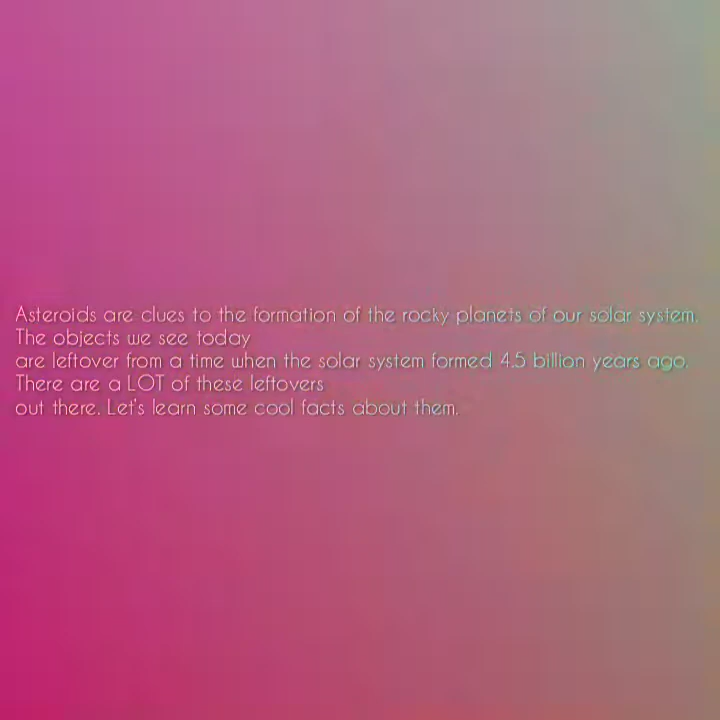 Asteroids are clues to the formation of the rocky planets of our solar system.
The objects we see today
are leftover from a time when the solar system formed 4.5 billion years ago.
There are a LOT of these leftovers
out there. Let's learn some cool facts about them.